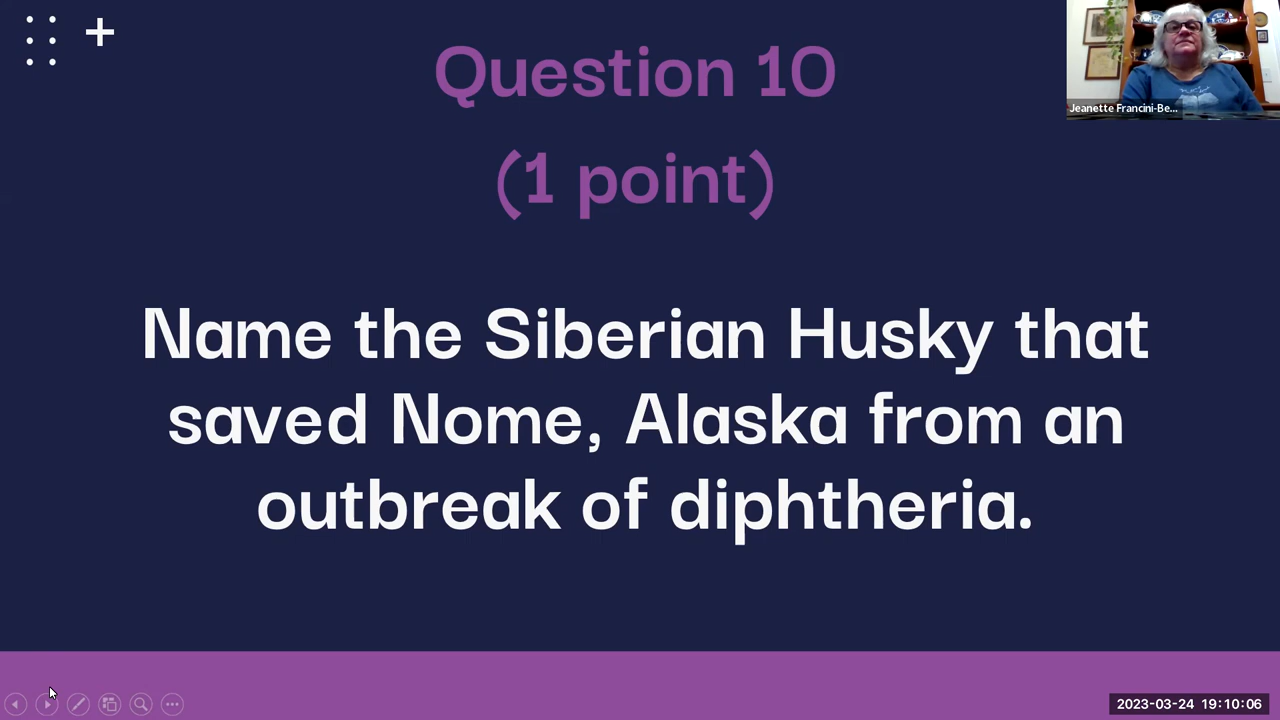 Question 10
(1 point)
Name the Siberian Husky that
saved Nome, Alaska from an
outbreak of diphtheria.
Jeanette Francini-Be...
2023-03-24 19:10:06